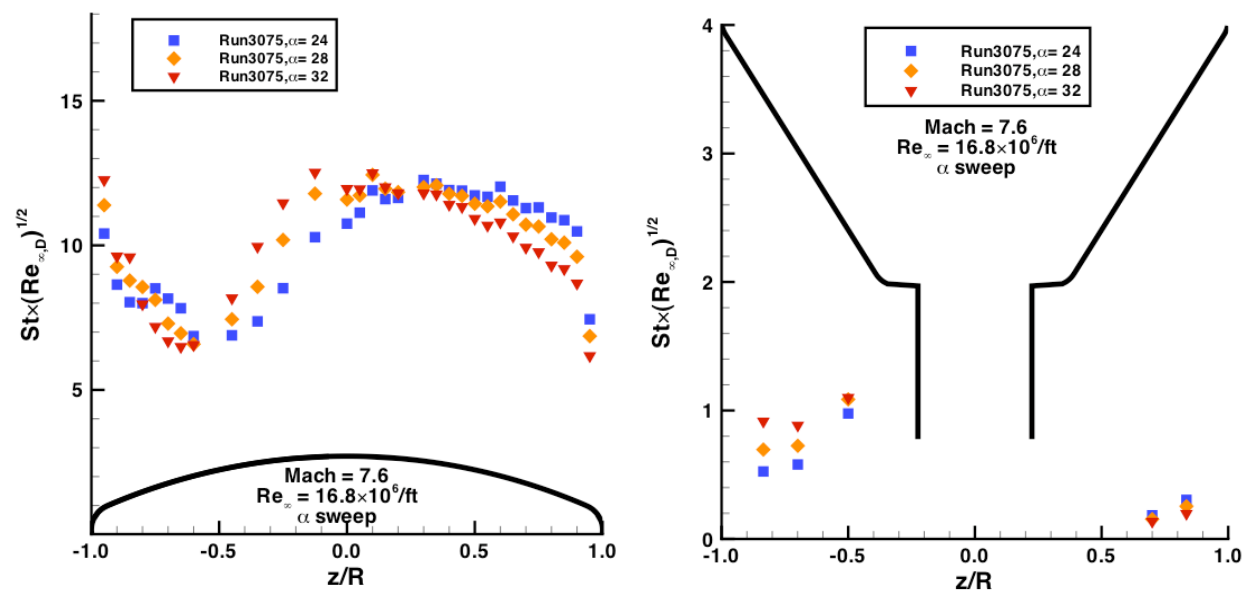 Run3075,α= 24
Run3075,α= 28
Run3075,α= 32
15
10
5
St×(Re∞,D)1/2
Mach = 7.6
Re∞ = 16.8×10⁶/ft
α sweep
-1.0 -0.5 0.0 0.5 1.0
z/R
4
3
2
1
0
St×(Re∞,D)1/2
Run3075,α= 24
Run3075,α= 28
Run3075,α= 32
Mach = 7.6
Re∞ = 16.8×10⁶/ft
α sweep
-1.0 -0.5 0.0 0.5 1.0
z/R